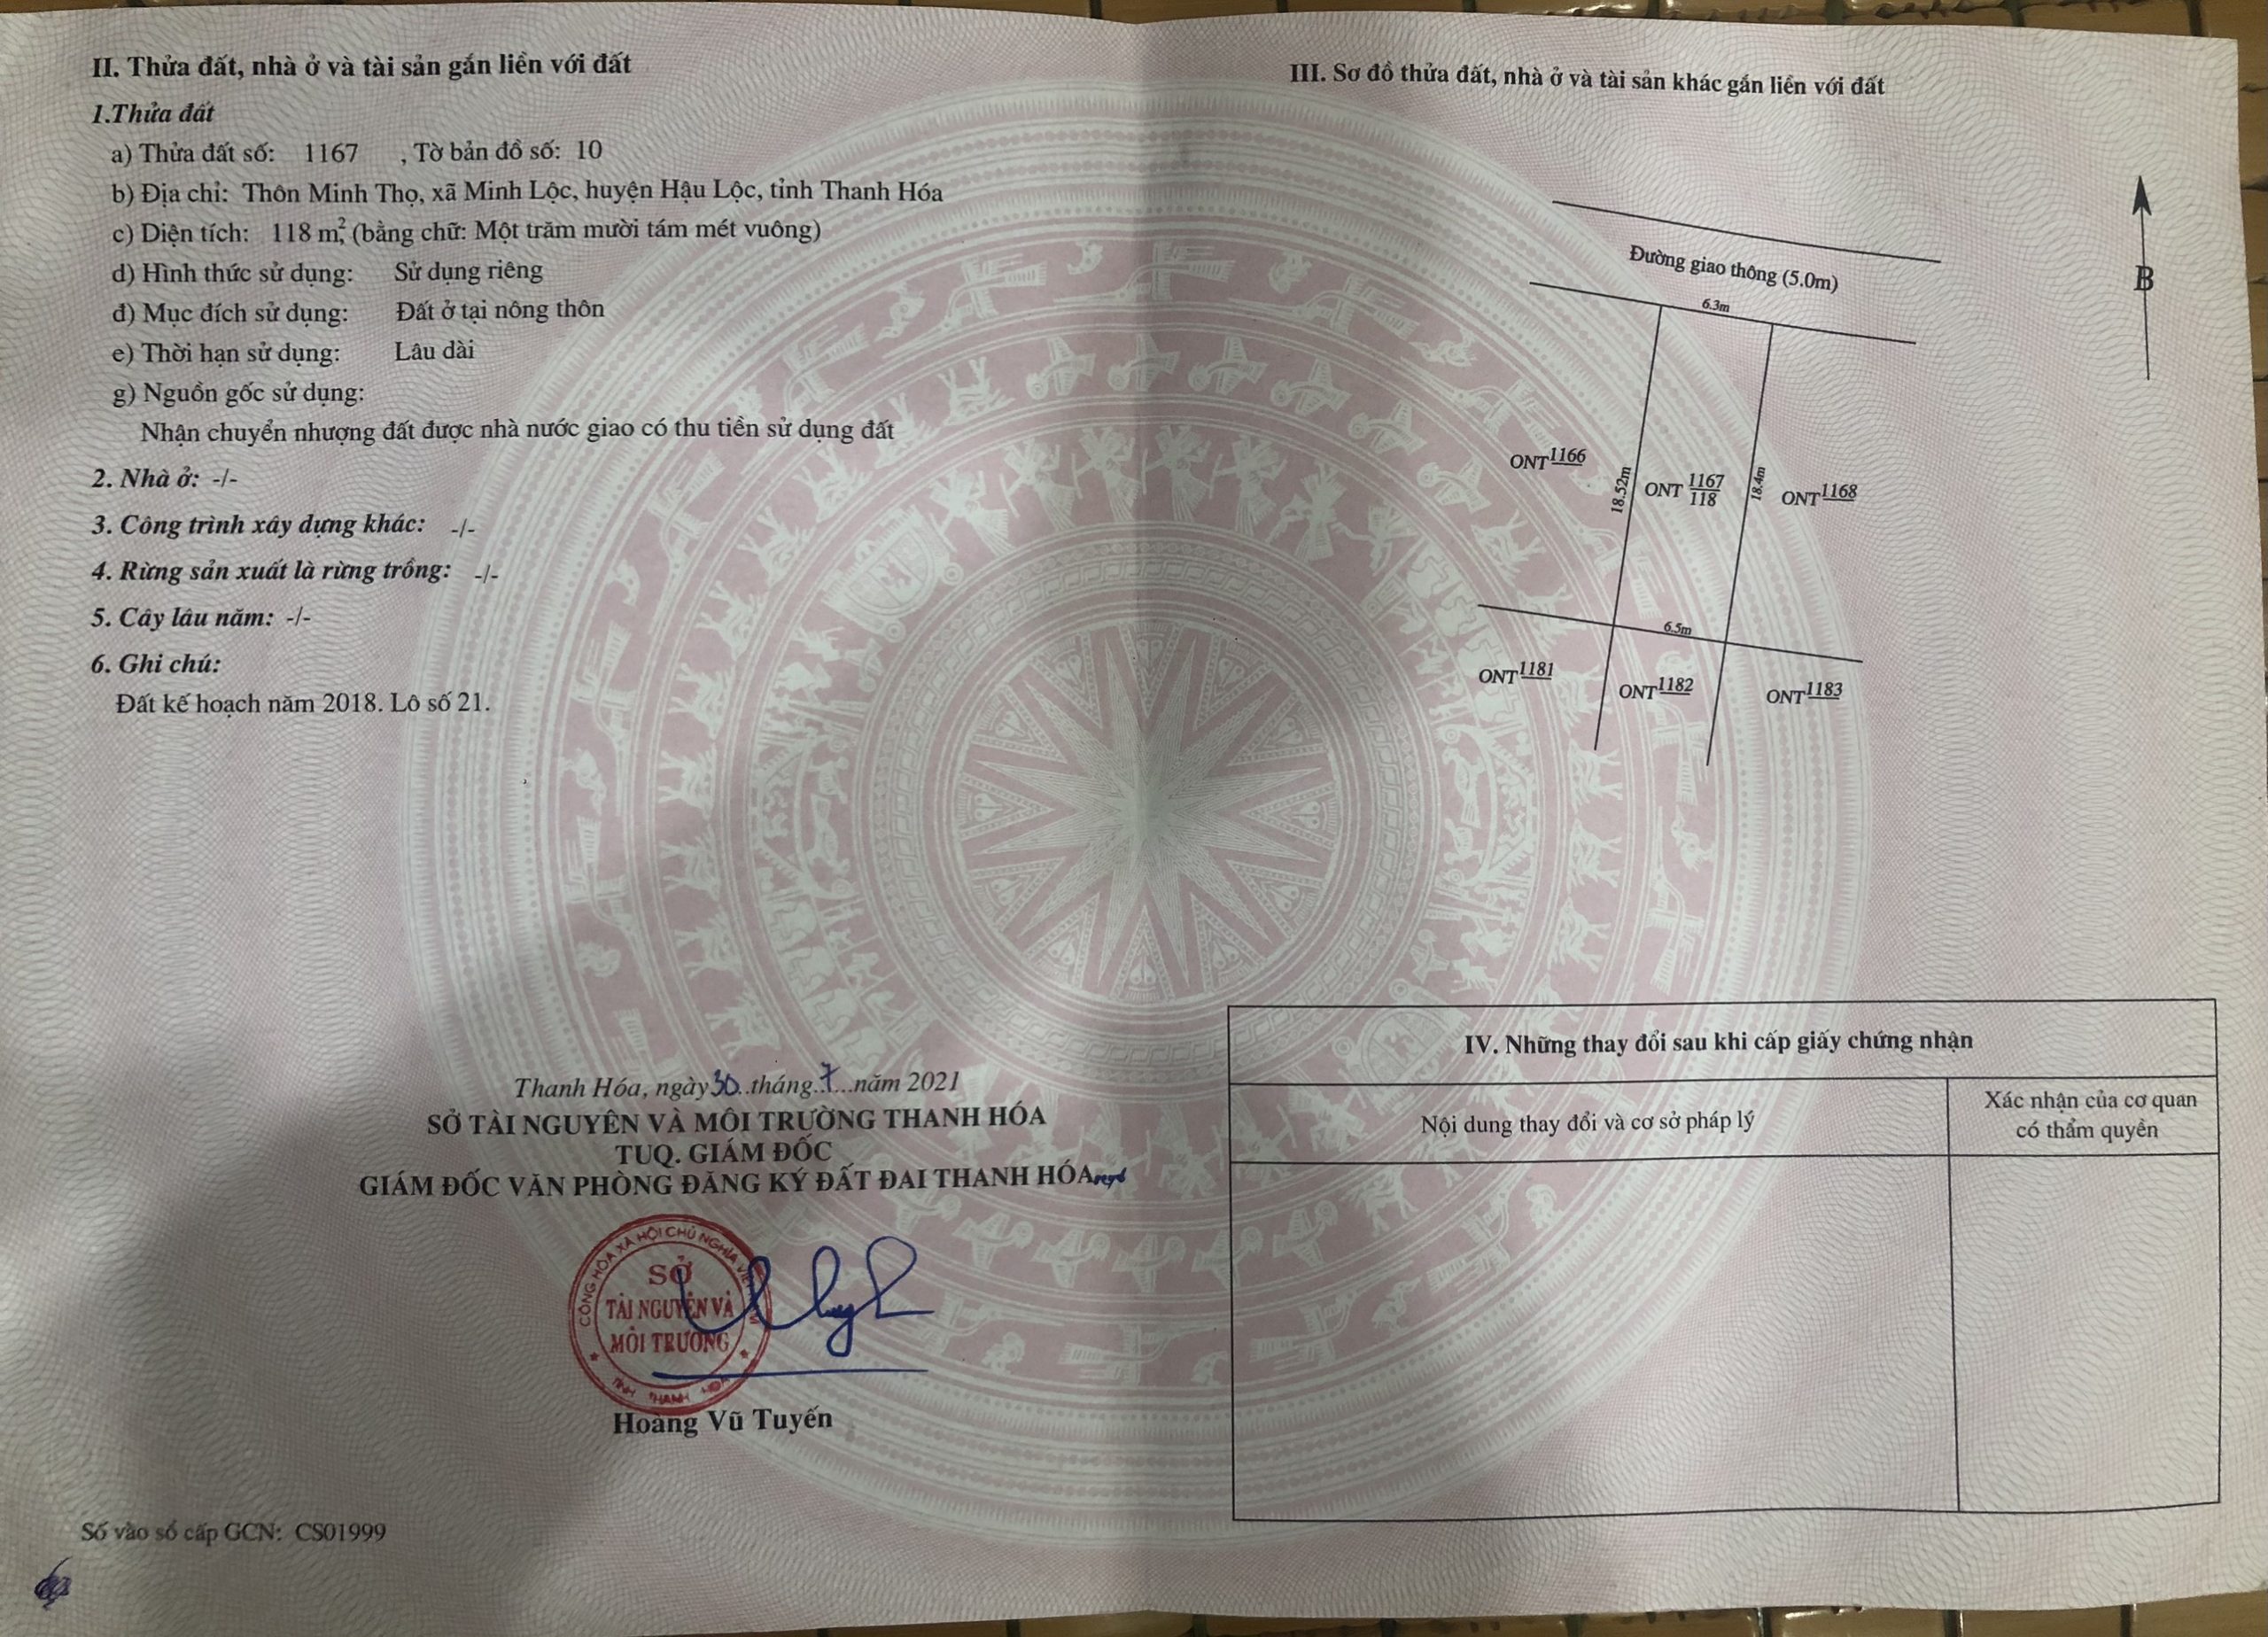 II. Thửa đất, nhà ở và tài sản gắn liền với đất
1.Thửa đất
a) Thửa đất số: 1167 , Tờ bản đồ số: 10
b) Địa chỉ: Thôn Minh Thọ, xã Minh Lộc, huyện Hậu Lộc, tỉnh Thanh Hóa
c) Diện tích: 118 m², (bằng chữ: Một trăm mười tám mét vuông)
d) Hình thức sử dụng: Sử dụng riêng
đ) Mục đích sử dụng: Đất ở tại nông thôn
e) Thời hạn sử dụng: Lâu dài
g) Nguồn gốc sử dụng:
Nhận chuyển nhượng đất được nhà nước giao có thu tiền sử dụng đất
2. Nhà ở: -/-
3. Công trình xây dựng khác: -/-
4. Rừng sản xuất là rừng trồng: -/-
5. Cây lâu năm: -/-
6. Ghi chú:
Đất kế hoạch năm 2018. Lô số 21.
Thanh Hóa, ngày 30 tháng 7 năm 2021
SỞ TÀI NGUYÊN VÀ MÔI TRƯỜNG THANH HÓA
TUQ. GIÁM ĐỐC
GIÁM ĐỐC VĂN PHÒNG ĐĂNG KÝ ĐẤT ĐAI THANH HÓA
CỘNG HÒA XÃ HỘI CHỦ NGHĨA VIỆT NAM
SỞ
TÀI NGUYÊN VÀ
MÔI TRƯỜNG
TỈNH THANH HÓA
Hoàng Vũ Tuyến
Số vào sổ cấp GCN: CS01999
III. Sơ đồ thửa đất, nhà ở và tài sản khác gắn liền với đất
Đường giao thông (5.0m)
B
6.3m
ONT 1166
18.52m
ONT 1167
118
18.4m
ONT 1168
6.5m
ONT 1181
ONT 1182
ONT 1183
IV. Những thay đổi sau khi cấp giấy chứng nhận
Nội dung thay đổi và cơ sở pháp lý
Xác nhận của cơ quan
có thẩm quyền